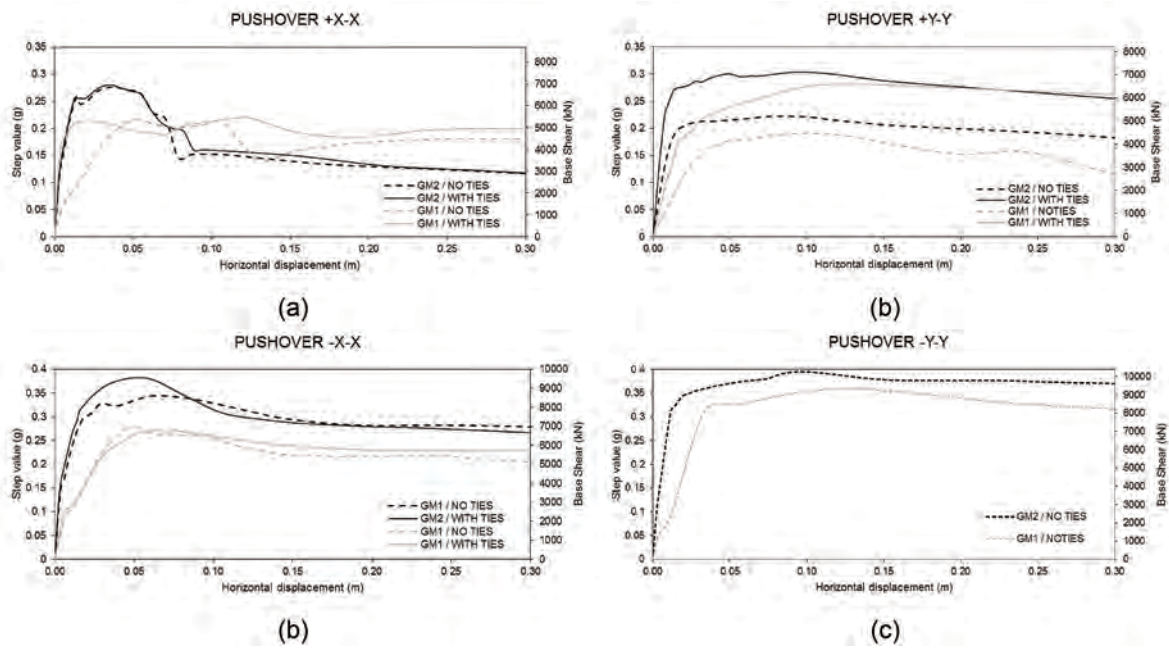 PUSHOVER +X-X
Step value (g)
0.35
0.3
0.25
0.2
0.15
0.1
0.05
0
8000
7000
6000
5000
4000
3000
2000
1000
0
Base Shear (kN)
GM2 / NO TIES
GM2 / WITH TIES
GM1 / NO TIES
GM1 / WITH TIES
0.00 0.05 0.10 0.15 0.20 0.25 0.30
Horizontal displacement (m)
(a)
PUSHOVER +Y-Y
Step value (g)
0.35
0.3
0.25
0.2
0.15
0.1
0.05
0
8000
7000
6000
5000
4000
3000
2000
1000
0
Base Shear (kN)
GM2 / NO TIES
GM2 / WITH TIES
GM1 / NOTIES
GM1 / WITH TIES
0.00 0.05 0.10 0.15 0.20 0.25 0.30
Horizontal displacement (m)
(b)
PUSHOVER -X-X
Step value (g)
0.4
0.35
0.3
0.25
0.2
0.15
0.1
0.05
0
10000
9000
8000
7000
6000
5000
4000
3000
2000
1000
0
Base Shear (kN)
GM1 / NO TIES
GM2 / WITH TIES
GM1 / NO TIES
GM1 / WITH TIES
0.00 0.05 0.10 0.15 0.20 0.25 0.30
Horizontal displacement (m)
(b)
PUSHOVER -Y-Y
Step value (g)
0.4
0.35
0.3
0.25
0.2
0.15
0.1
0.05
0
10000
9000
8000
7000
6000
5000
4000
3000
2000
1000
0
Base Shear (kN)
GM2 / NO TIES
GM1 / NOTIES
0.00 0.05 0.10 0.15 0.20 0.25 0.30
Horizontal displacement (m)
(c)